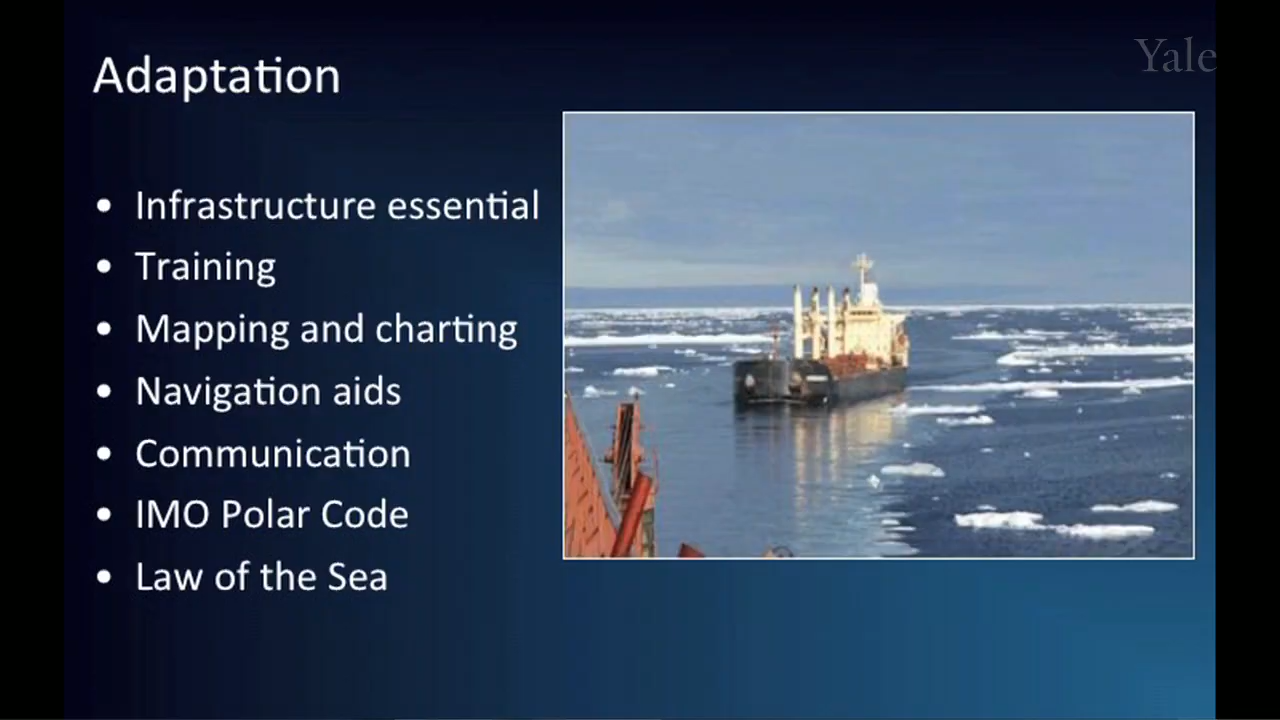 Adaptation
Yale
• Infrastructure essential
• Training
• Mapping and charting
• Navigation aids
• Communication
• IMO Polar Code
• Law of the Sea